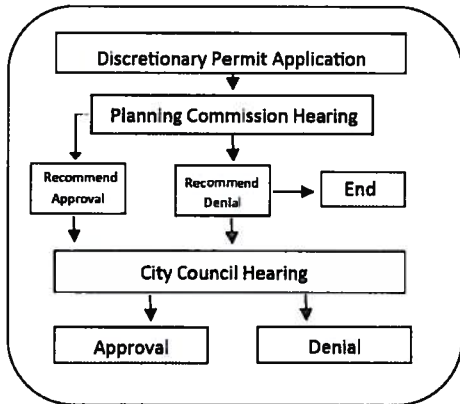 Discretionary Permit Application
Planning Commission Hearing
Recommend
Approval
Recommend
Denial
End
City Council Hearing
Approval
Denial